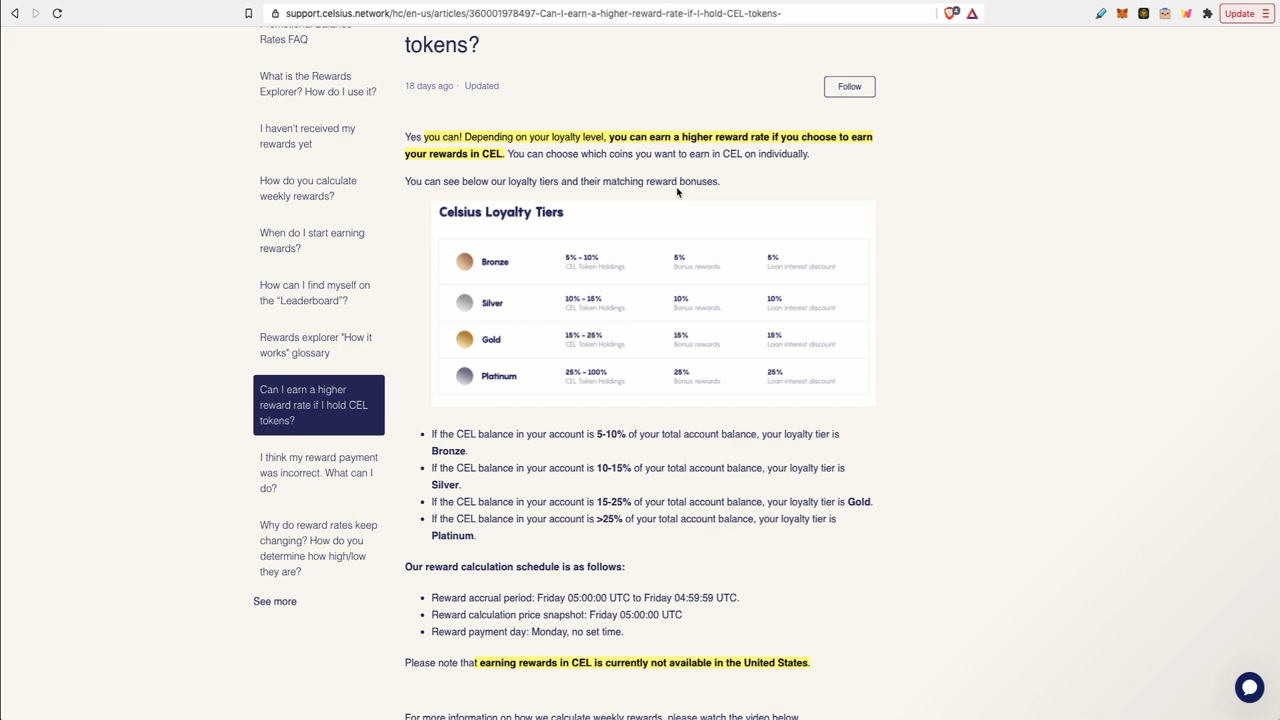 support.celsius.network/hc/en-us/articles/360001978497-Can-I-earn-a-higher-reward-rate-if-I-hold-CEL-tokens-
4
Update
Rates FAQ
What is the Rewards
Explorer? How do I use it?
I haven't received my
rewards yet
How do you calculate
weekly rewards?
When do I start earning
rewards?
How can I find myself on
the “Leaderboard”?
Rewards explorer "How it
works" glossary
Can I earn a higher
reward rate if I hold CEL
tokens?
I think my reward payment
was incorrect. What can I
do?
Why do reward rates keep
changing? How do you
determine how high/low
they are?
See more
tokens?
18 days ago · Updated
Follow
Yes you can! Depending on your loyalty level, you can earn a higher reward rate if you choose to earn
your rewards in CEL. You can choose which coins you want to earn in CEL on individually.
You can see below our loyalty tiers and their matching reward bonuses.
Celsius Loyalty Tiers
Bronze 5% - 10% CEL Token Holdings 5% Bonus rewards 5% Loan interest discount
Silver 10% - 15% CEL Token Holdings 10% Bonus rewards 10% Loan interest discount
Gold 15% - 25% CEL Token Holdings 15% Bonus rewards 15% Loan interest discount
Platinum 25% - 100% CEL Token Holdings 25% Bonus rewards 25% Loan interest discount
• If the CEL balance in your account is 5-10% of your total account balance, your loyalty tier is
Bronze.
• If the CEL balance in your account is 10-15% of your total account balance, your loyalty tier is
Silver.
• If the CEL balance in your account is 15-25% of your total account balance, your loyalty tier is Gold.
• If the CEL balance in your account is >25% of your total account balance, your loyalty tier is
Platinum.
Our reward calculation schedule is as follows:
• Reward accrual period: Friday 05:00:00 UTC to Friday 04:59:59 UTC.
• Reward calculation price snapshot: Friday 05:00:00 UTC
• Reward payment day: Monday, no set time.
Please note that earning rewards in CEL is currently not available in the United States.
For more information on how we calculate weekly rewards, please watch the video below